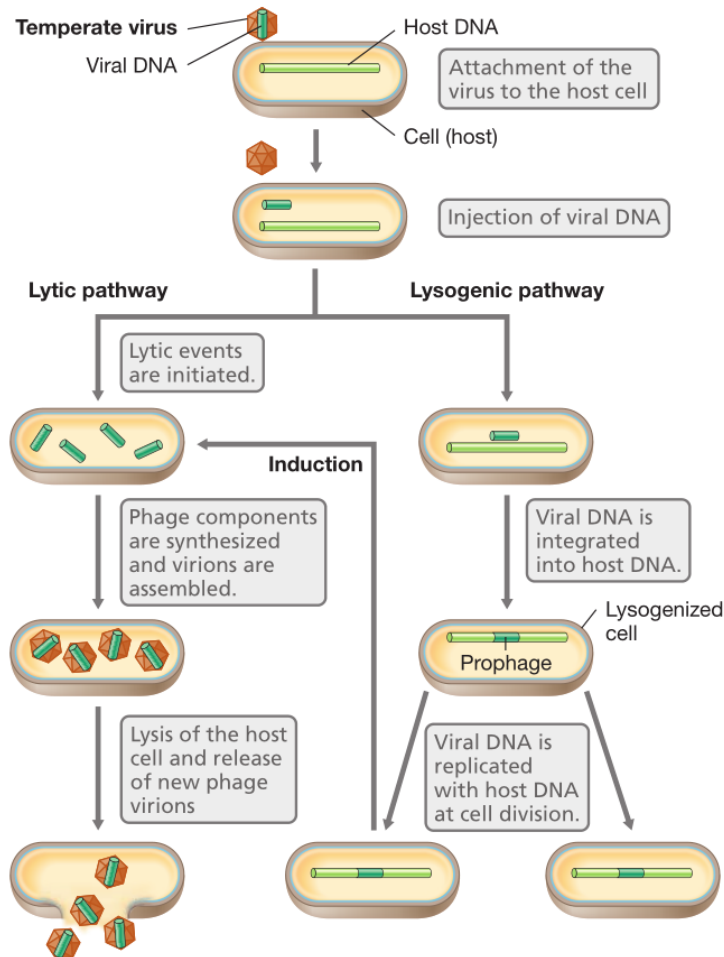 Temperate virus
Viral DNA
Host DNA
Attachment of the
virus to the host cell
Cell (host)
Injection of viral DNA
Lytic pathway
Lysogenic pathway
Lytic events
are initiated.
Induction
Phage components
are synthesized
and virions are
assembled.
Viral DNA is
integrated
into host DNA.
Lysogenized
cell
Prophage
Lysis of the host
cell and release
of new phage
virions
Viral DNA is
replicated
with host DNA
at cell division.